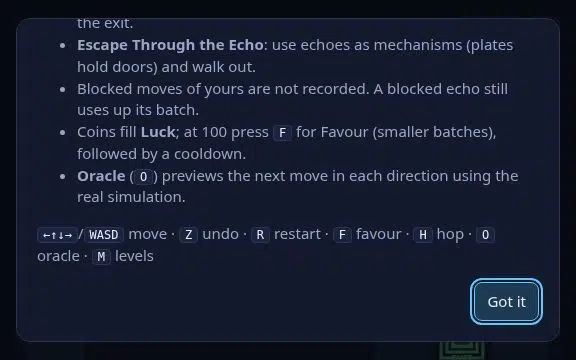 the exit.
• Escape Through the Echo: use echoes as mechanisms (plates
hold doors) and walk out.
• Blocked moves of yours are not recorded. A blocked echo still
uses up its batch.
• Coins fill Luck; at 100 press F for Favour (smaller batches),
followed by a cooldown.
• Oracle (O) previews the next move in each direction using the
real simulation.
←↑↓→/WASD move · Z undo · R restart · F favour · H hop · O
oracle · M levels
Got it